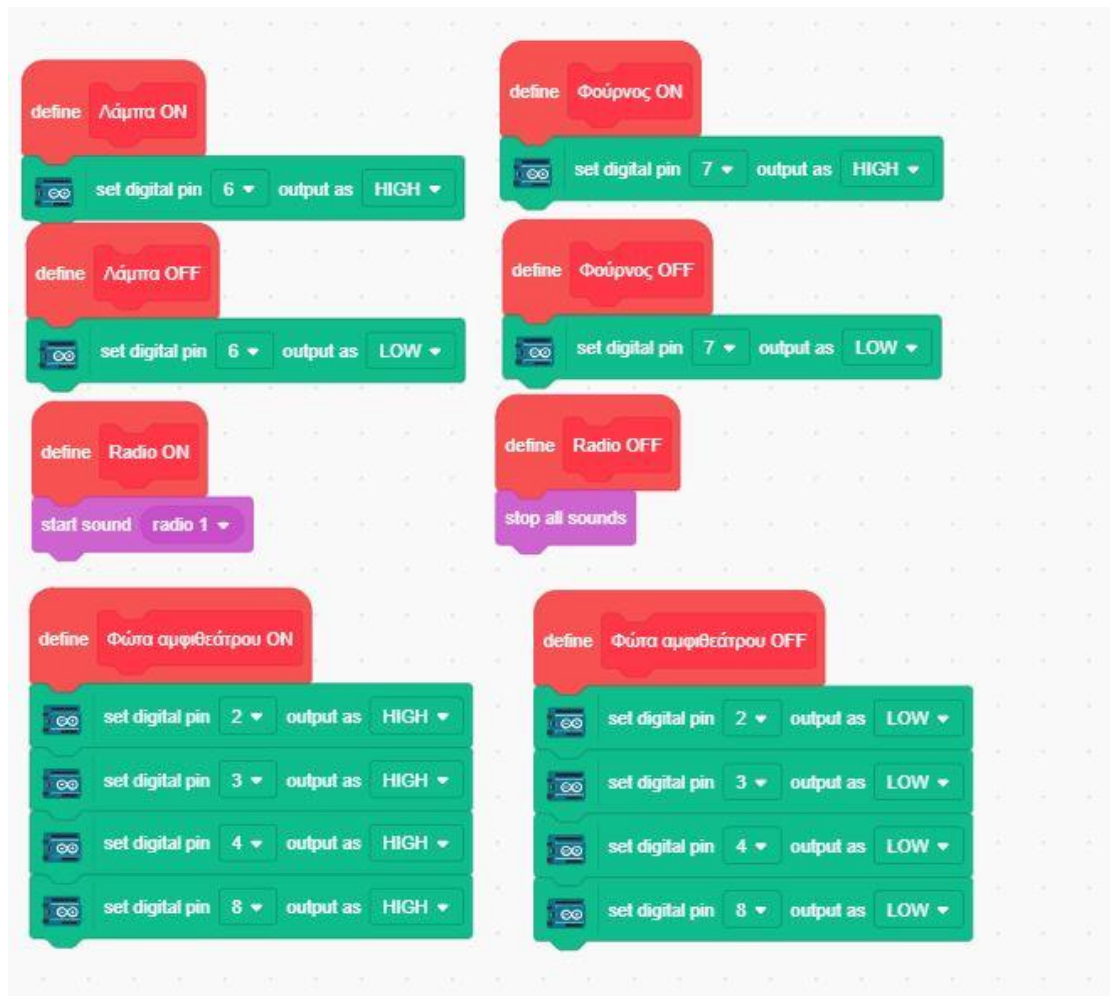 define Λάμπα ON
set digital pin 6 output as HIGH
define Λάμπα OFF
set digital pin 6 output as LOW
define Radio ON
start sound radio 1
define Φώτα αμφιθεάτρου ON
set digital pin 2 output as HIGH
set digital pin 3 output as HIGH
set digital pin 4 output as HIGH
set digital pin 8 output as HIGH
define Φούρνος ON
set digital pin 7 output as HIGH
define Φούρνος OFF
set digital pin 7 output as LOW
define Radio OFF
stop all sounds
define Φώτα αμφιθεάτρου OFF
set digital pin 2 output as LOW
set digital pin 3 output as LOW
set digital pin 4 output as LOW
set digital pin 8 output as LOW